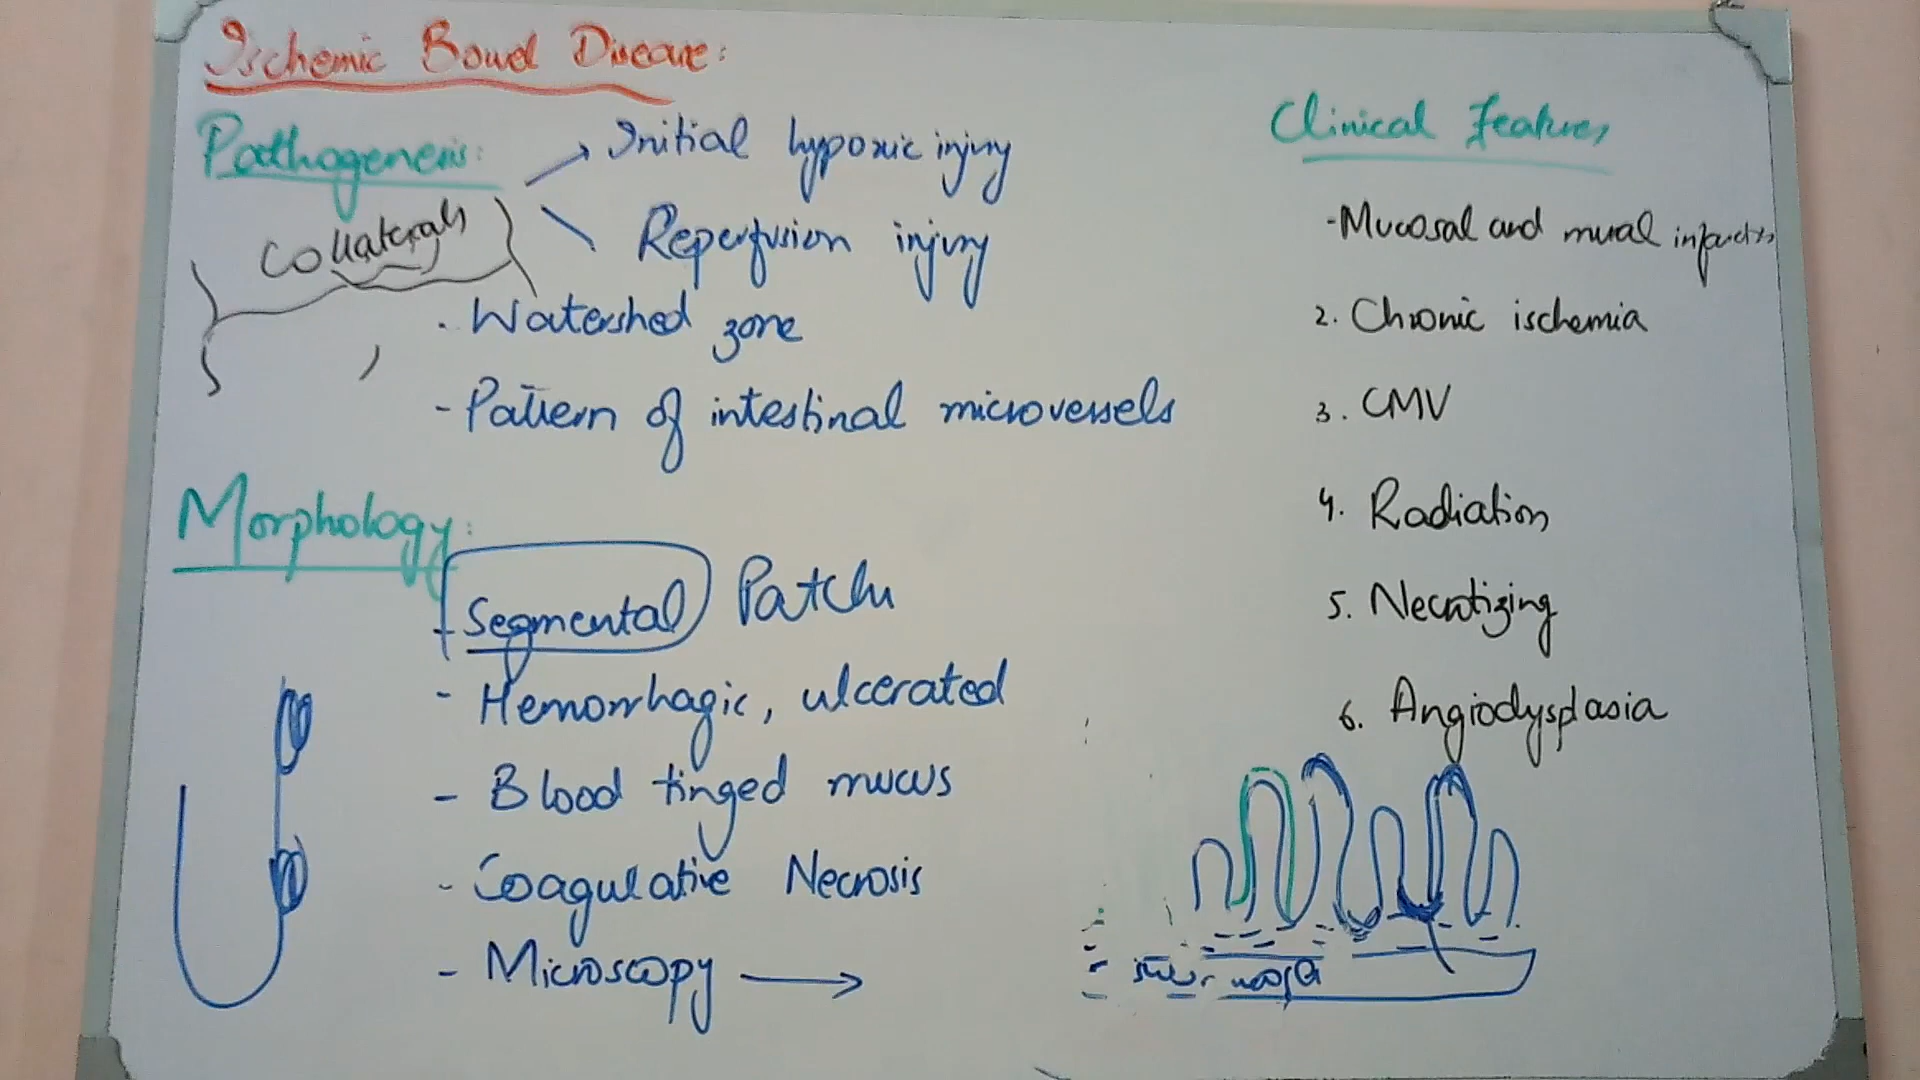 Ischemic Bowel Disease:
Pathogenesis:
Initial hypoxic injury
Collaterals
Reperfusion injury
. Watershed zone
- Pattern of intestinal microvessels
Morphology:
- Segmental Patch
- Hemorrhagic, ulcerated
- Blood tinged mucus
- Coagulative Necrosis
- Microscopy
Clinical Features
- Mucosal and mural infarct
2. Chronic ischemia
3. CMV
4. Radiation
5. Necrotizing
6. Angiodysplasia